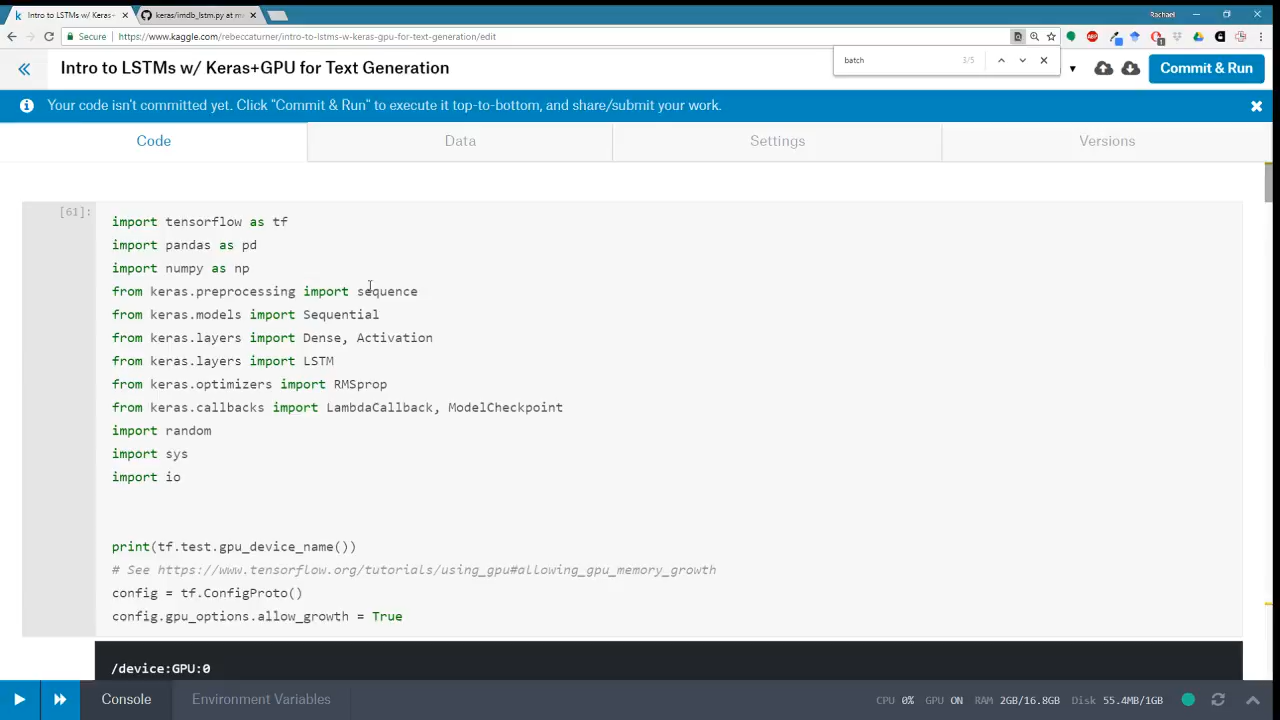 Intro to LSTMs w/ Keras+
keras/imdb_lstm.py at m
Rachael
Secure
https://www.kaggle.com/rebeccaturner/intro-to-lstms-w-keras-gpu-for-text-generation/edit
batch
3/5
Intro to LSTMs w/ Keras+GPU for Text Generation
Commit & Run
Your code isn't committed yet. Click "Commit & Run" to execute it top-to-bottom, and share/submit your work.
Code
Data
Settings
Versions
[61]:
import tensorflow as tf
import pandas as pd
import numpy as np
from keras.preprocessing import sequence
from keras.models import Sequential
from keras.layers import Dense, Activation
from keras.layers import LSTM
from keras.optimizers import RMSprop
from keras.callbacks import LambdaCallback, ModelCheckpoint
import random
import sys
import io
print(tf.test.gpu_device_name())
# See https://www.tensorflow.org/tutorials/using_gpu#allowing_gpu_memory_growth
config = tf.ConfigProto()
config.gpu_options.allow_growth = True
/device:GPU:0
Console
Environment Variables
CPU 0% GPU ON RAM 2GB/16.8GB Disk 55.4MB/1GB